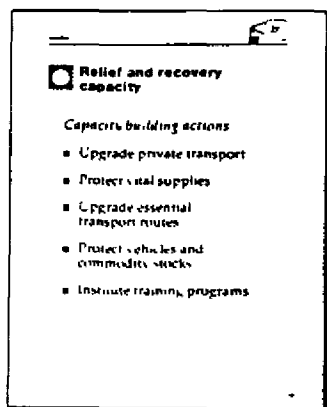 Relief and recovery
capacity
Capacity building actions
■ Upgrade private transport
■ Protect vital supplies
■ Upgrade essential
transport routes
■ Protect vehicles and
commodity stocks
■ Institute training programs